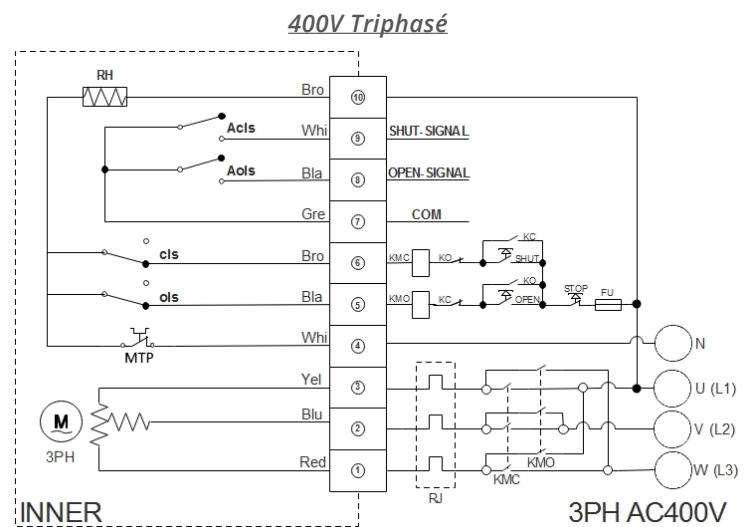 400V Triphasé
RH
Bro
10
Acls
Whi
9
SHUT-SIGNAL
Aols
Bla
8
OPEN-SIGNAL
Gre
7
COM
cls
Bro
6
KMC
KO
KC
SHUT
ols
Bla
5
KMO
KC
KO
OPEN
STOP
FU
MTP
Whi
4
N
Yel
3
U (L1)
M
3PH
Blu
2
V (L2)
Red
1
KMC
KMO
W (L3)
RJ
INNER
3PH AC400V